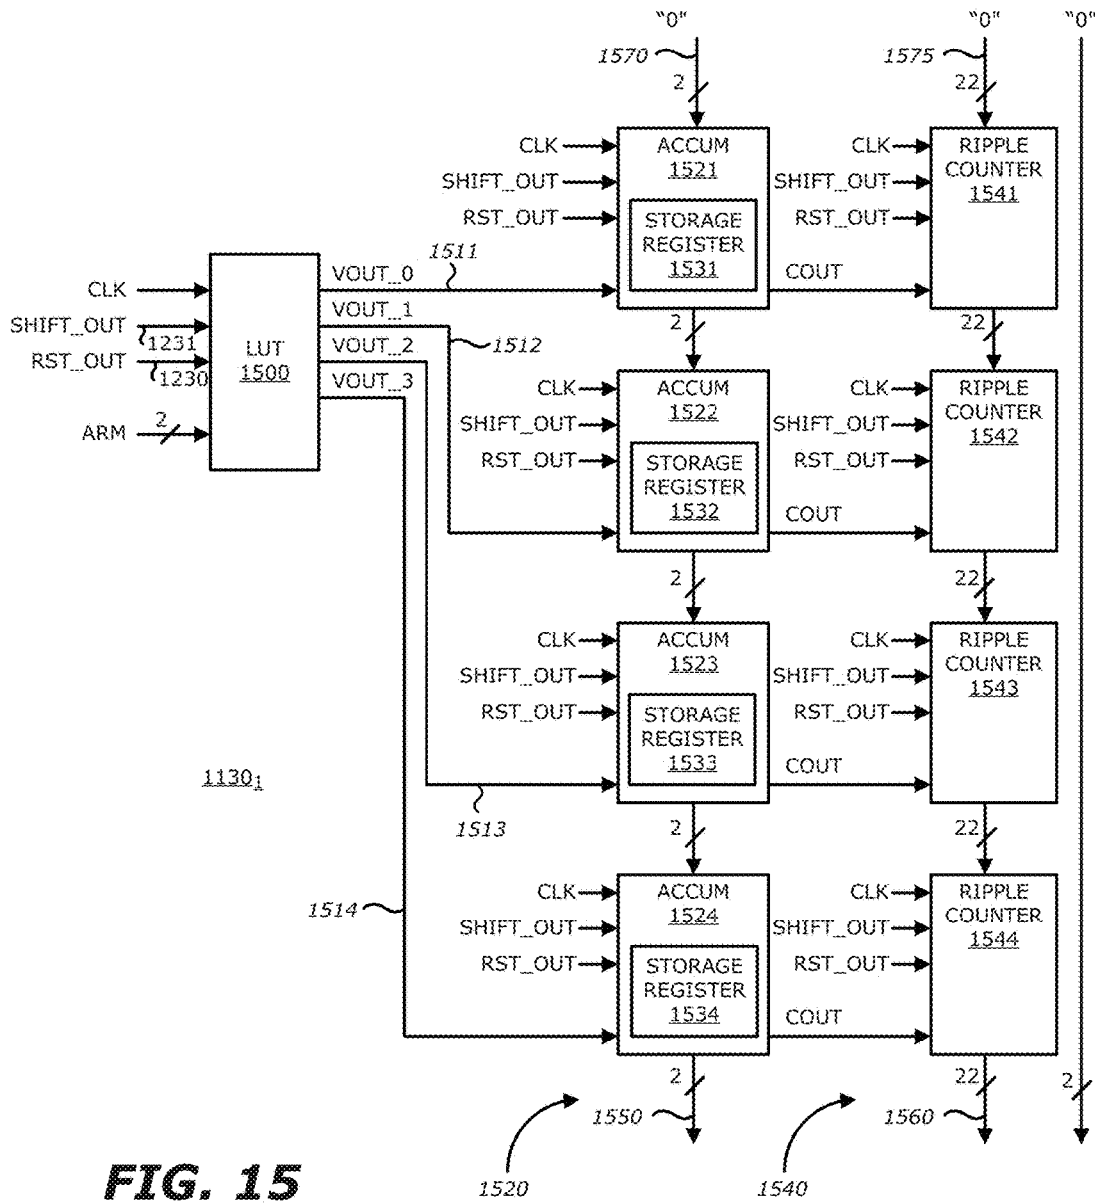 "0" "0" "0"
1570 1575
2 22
CLK ACCUM CLK RIPPLE
1521 COUNTER
SHIFT_OUT SHIFT_OUT 1541
RST_OUT STORAGE RST_OUT
REGISTER
1531
1511
VOUT_0 COUT
CLK
VOUT_1 2 22
SHIFT_OUT
1231 LUT VOUT_2 1512
RST_OUT 1500
1230 VOUT_3
CLK ACCUM CLK RIPPLE
1522 COUNTER
SHIFT_OUT SHIFT_OUT 1542
ARM 2
RST_OUT STORAGE RST_OUT
REGISTER
1532
COUT
2 22
CLK ACCUM CLK RIPPLE
1523 COUNTER
SHIFT_OUT SHIFT_OUT 1543
RST_OUT STORAGE RST_OUT
REGISTER
1533
1130₁ COUT
1513
2 22
CLK ACCUM CLK RIPPLE
1514 1524 COUNTER
SHIFT_OUT SHIFT_OUT 1544
RST_OUT STORAGE RST_OUT
REGISTER
1534
COUT
2 22 2
1550 1560
FIG. 15
1520 1540